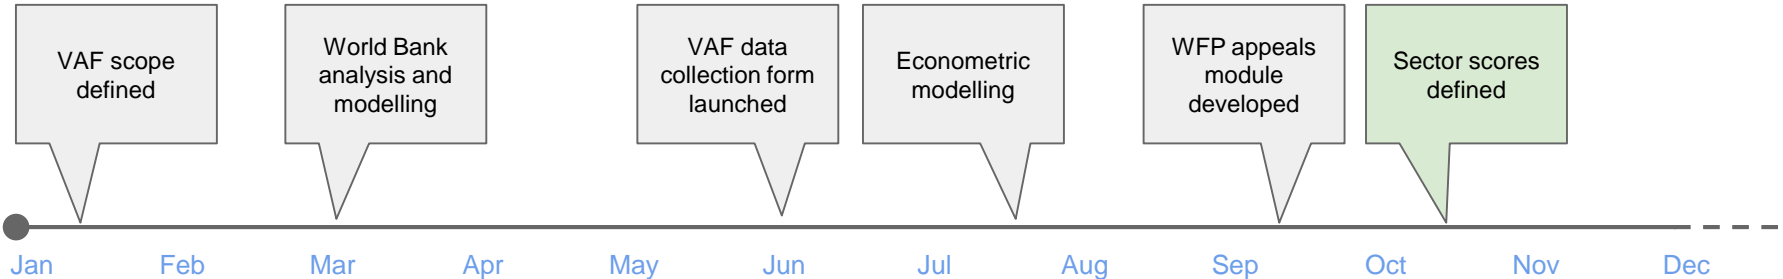 VAF scope
defined
World Bank
analysis and
modelling
VAF data
collection form
launched
Econometric
modelling
WFP appeals
module
developed
Sector scores
defined
Jan Feb Mar Apr May Jun Jul Aug Sep Oct Nov Dec